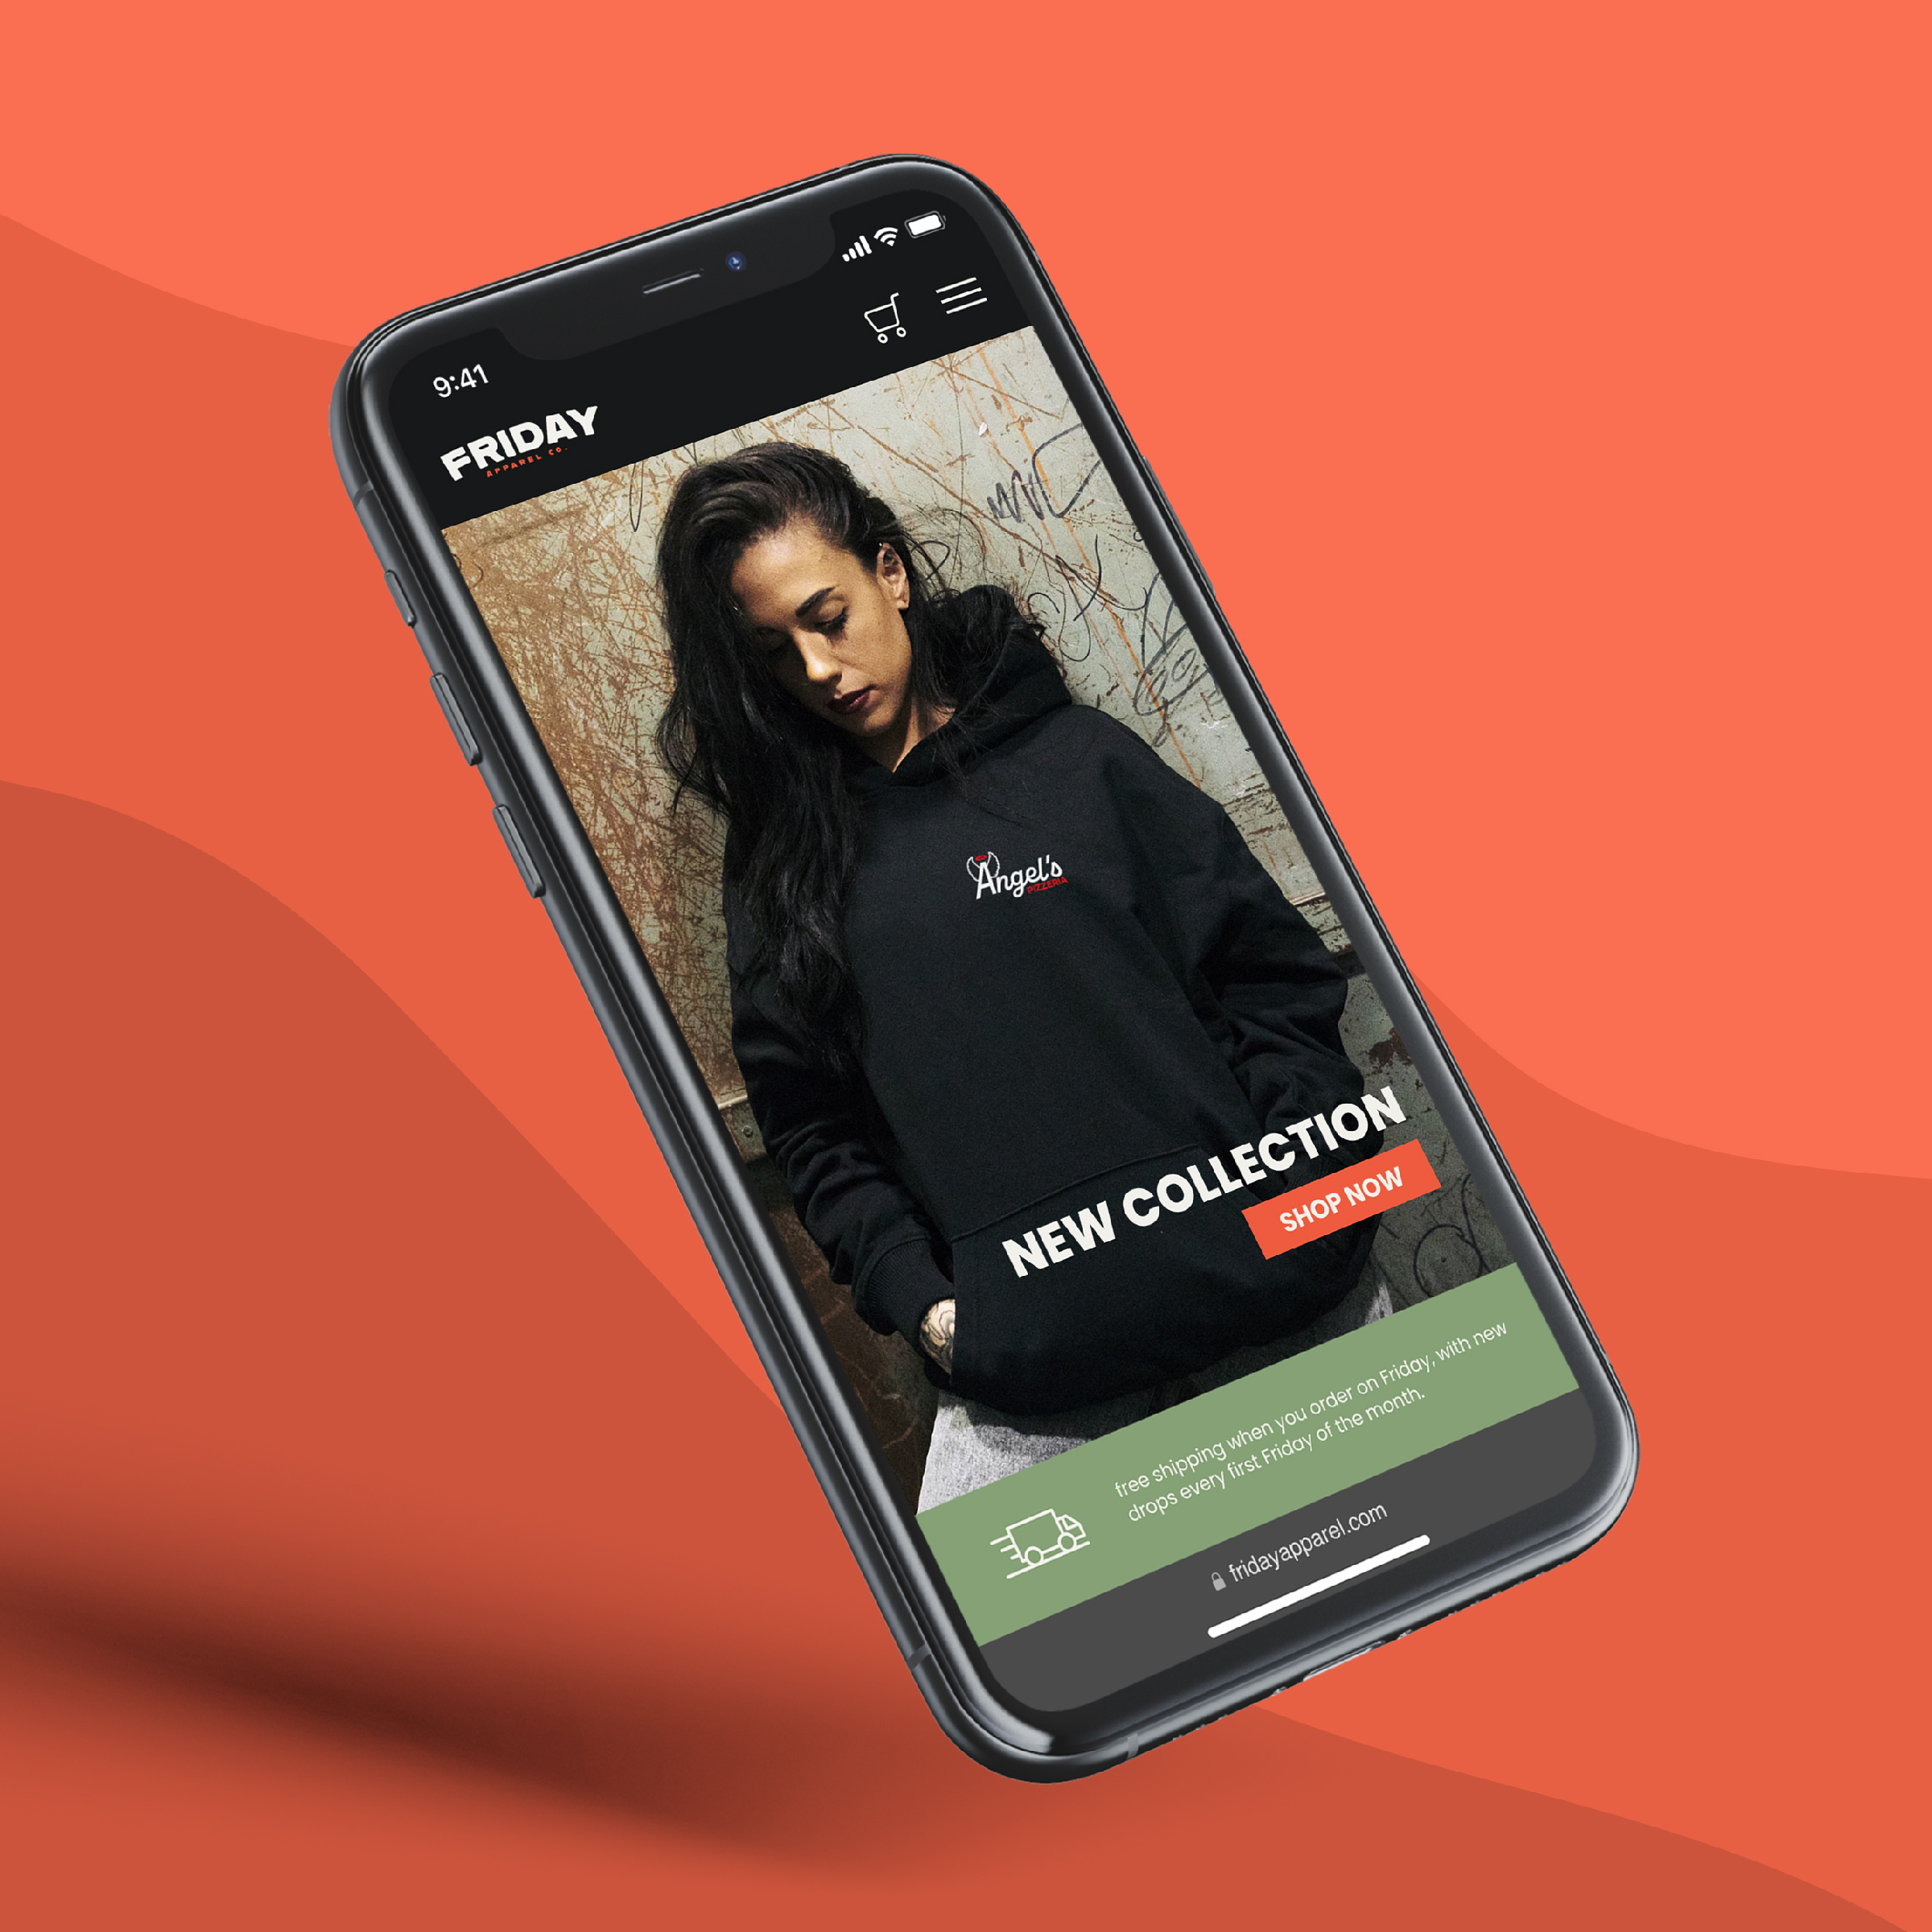 9:41
FRIDAY
APPAREL CO.
Angel's
PIZZERIA
NEW COLLECTION
SHOP NOW
free shipping when you order on Friday, with new
drops every first Friday of the month.
fridayapparel.com